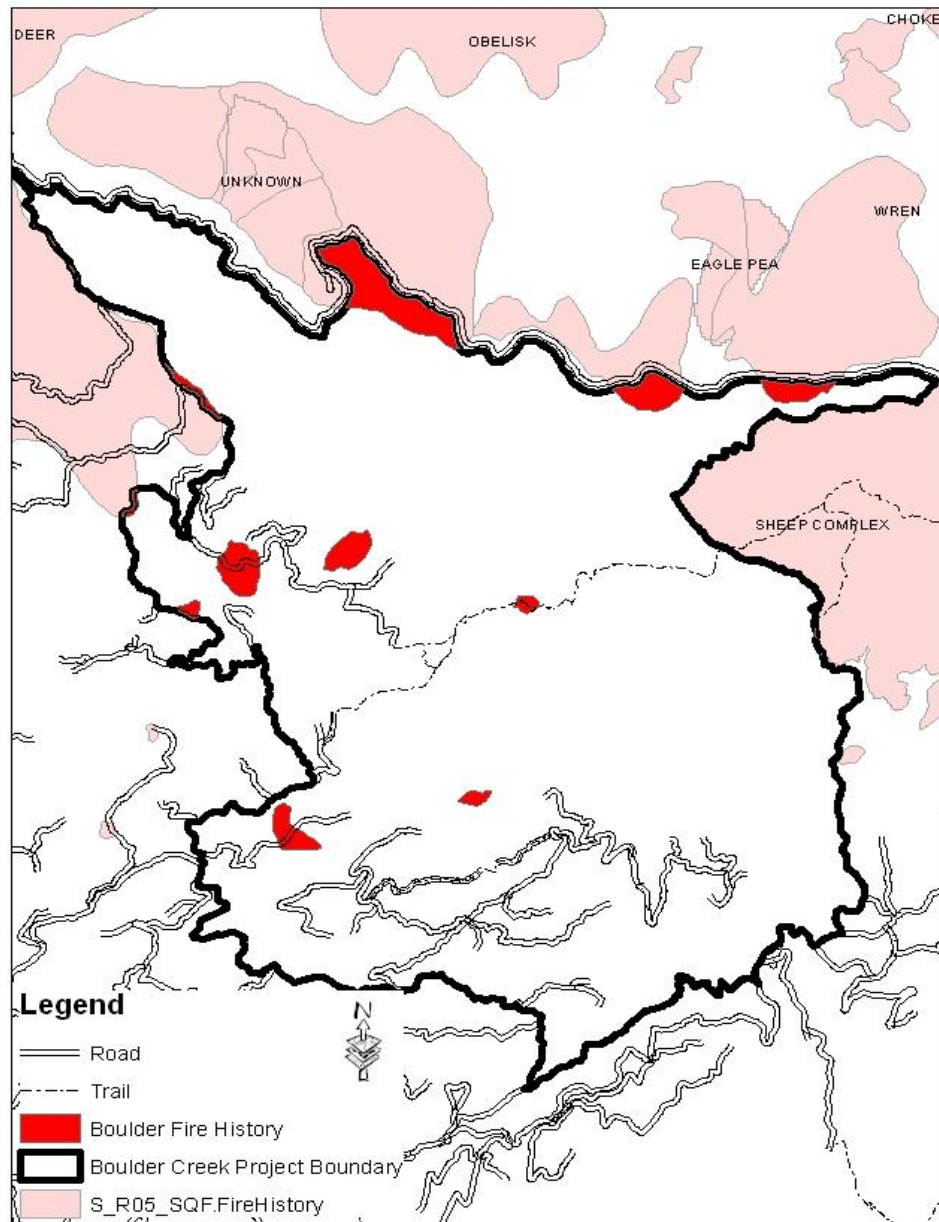 DEER
OBELISK
CHOKE
UNKNOWN
WREN
EAGLE PEA
SHEEP COMPLEX
Legend
N
Road
Trail
Boulder Fire History
Boulder Creek Project Boundary
S_R05_SQF.FireHistory